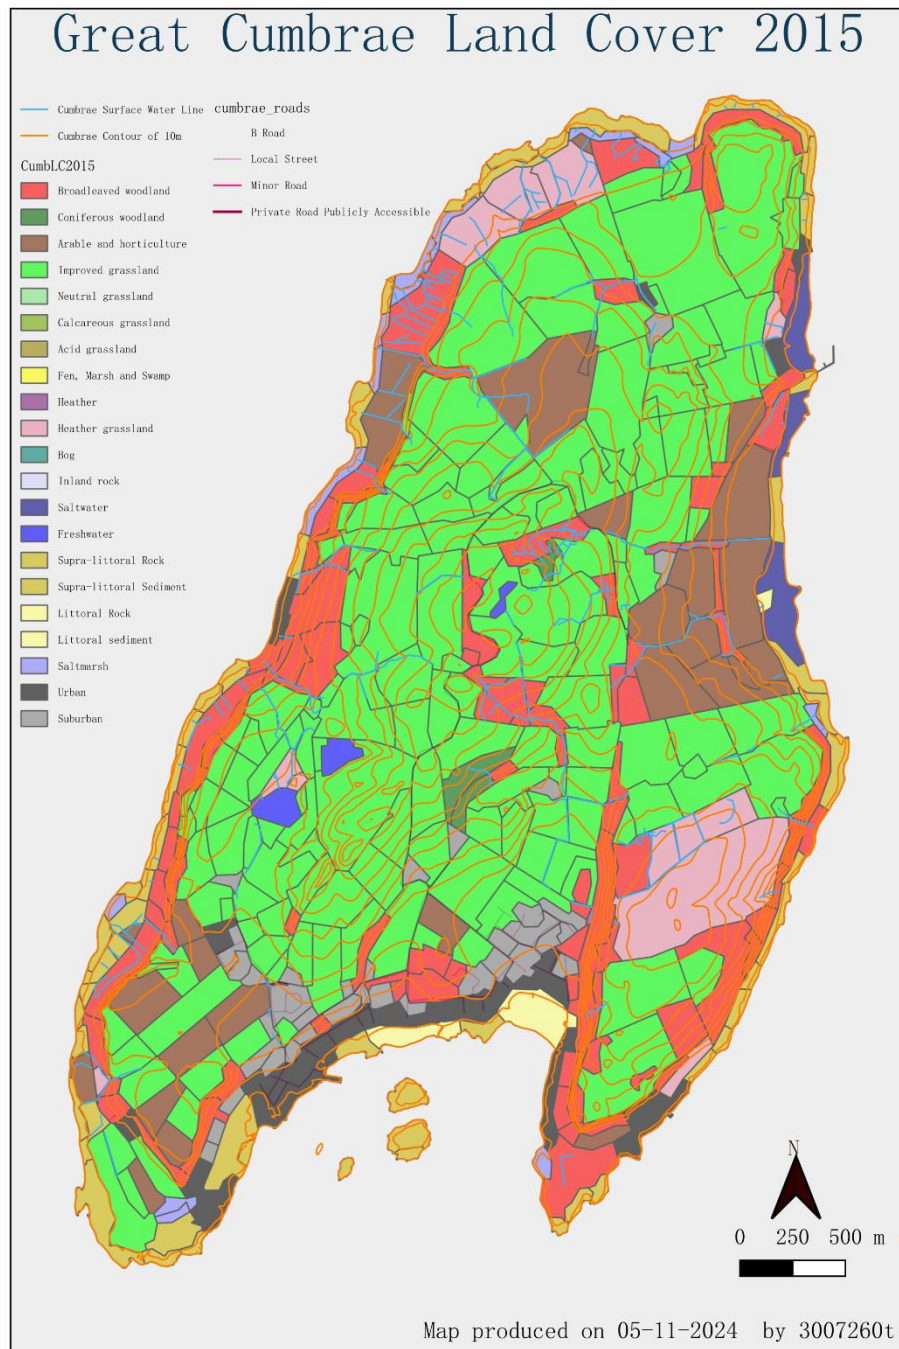 Great Cumbrae Land Cover 2015
Cumbrae Surface Water Line
Cumbrae Contour of 10m
CumbLC2015
Broadleaved woodland
Coniferous woodland
Arable and horticulture
Improved grassland
Neutral grassland
Calcareous grassland
Acid grassland
Fen, Marsh and Swamp
Heather
Heather grassland
Bog
Inland rock
Saltwater
Freshwater
Supra-littoral Rock
Supra-littoral Sediment
Littoral Rock
Littoral sediment
Saltmarsh
Urban
Suburban
cumbrae_roads
B Road
Local Street
Minor Road
Private Road Publicly Accessible
N
0 250 500 m
Map produced on 05-11-2024 by 3007260t